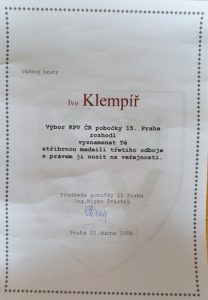 Vážený bratr
Ivo Klempíř
Výbor KPV ČR pobočky 15. Praha
rozhodl
vyznamenat Tě
stříbrnou medailí třetího odboje
s právem ji nosit na veřejnosti.
Předseda pobočky 15 Praha
Ing. Mirko Šťastný
Praha 22.dubna 2008